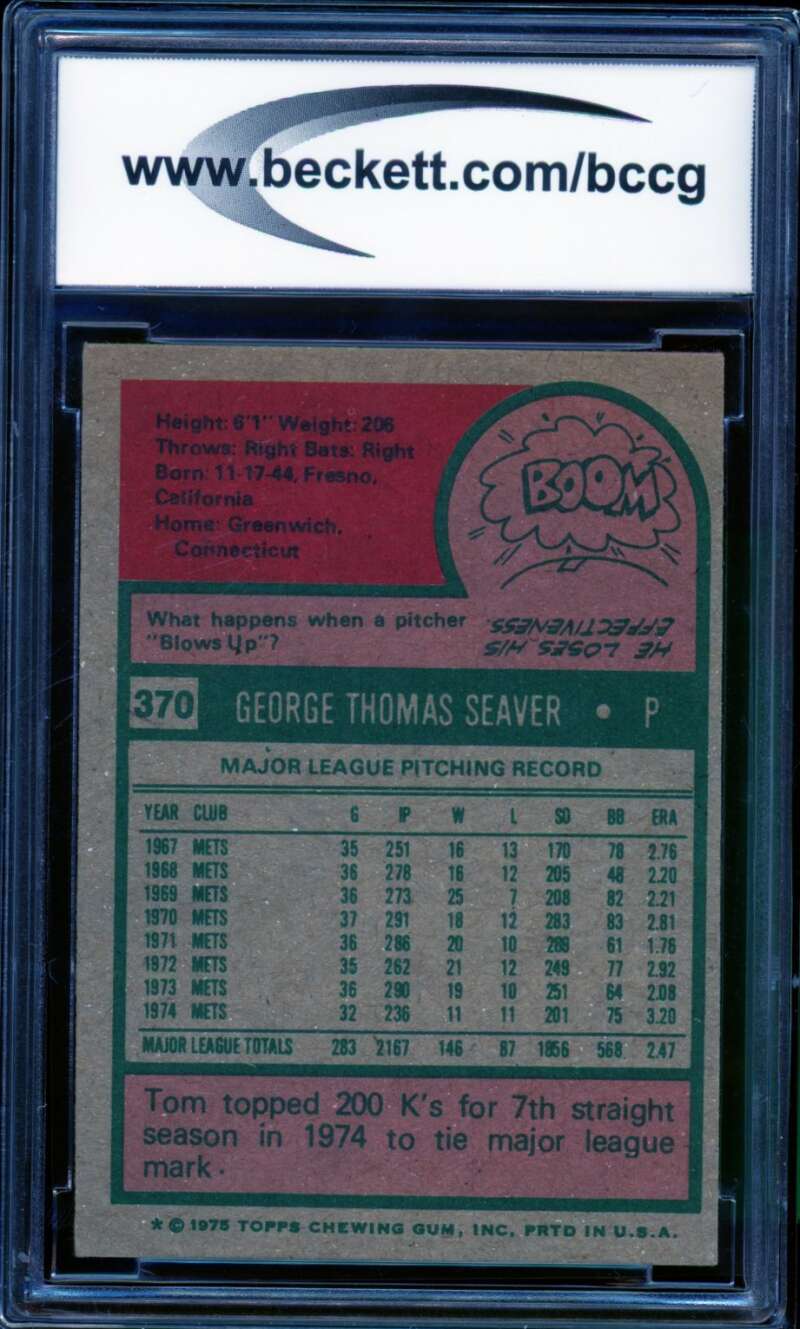 www.beckett.com/bccg
Height: 6'1" Weight: 206
Throws: Right Bats: Right
Born: 11-17-44, Fresno,
California
Home: Greenwich,
Connecticut
BOOM
What happens when a pitcher
"Blows Up"?
HE LOSES HIS
EFFECTIVENESS.
370 GEORGE THOMAS SEAVER • P
MAJOR LEAGUE PITCHING RECORD
YEAR CLUB G IP W L SO BB ERA
1967 METS 35 251 16 13 170 78 2.76
1968 METS 36 278 16 12 205 48 2.20
1969 METS 36 273 25 7 208 82 2.21
1970 METS 37 291 18 12 283 83 2.81
1971 METS 36 286 20 10 289 61 1.76
1972 METS 35 262 21 12 249 77 2.92
1973 METS 36 290 19 10 251 64 2.08
1974 METS 32 236 11 11 201 75 3.20
MAJOR LEAGUE TOTALS 283 2167 146 87 1856 568 2.47
Tom topped 200 K's for 7th straight
season in 1974 to tie major league
mark.
* © 1975 TOPPS CHEWING GUM, INC. PRTD IN U.S.A.